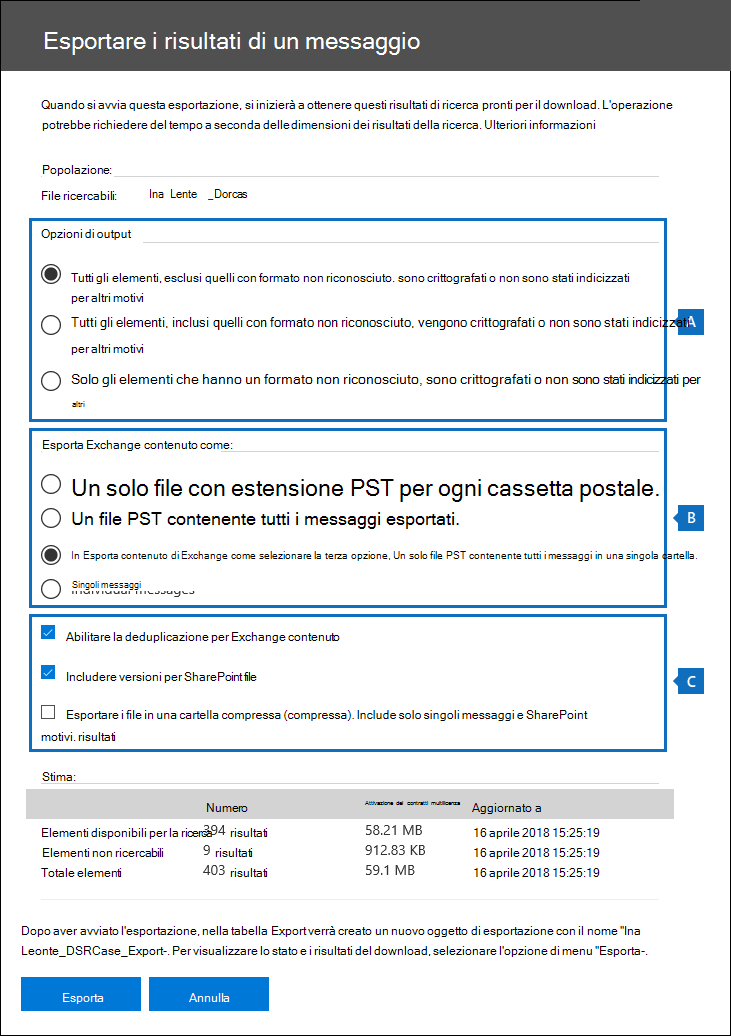 Esportare i risultati di un messaggio
Quando si avvia questa esportazione, si inizierà a ottenere questi risultati di ricerca pronti per il download. L'operazione
potrebbe richiedere del tempo a seconda delle dimensioni dei risultati della ricerca. Ulteriori informazioni
Popolazione:
File ricercabili: Ina Lente _Dorcas
Opzioni di output
Tutti gli elementi, esclusi quelli con formato non riconosciuto. sono crittografati o non sono stati indicizzati
per altri motivi
Tutti gli elementi, inclusi quelli con formato non riconosciuto, vengono crittografati o non sono stati indicizzati
A
per altri motivi
Solo gli elementi che hanno un formato non riconosciuto, sono crittografati o non sono stati indicizzati per
altri
Esporta Exchange contenuto come:
Un solo file con estensione PST per ogni cassetta postale.
Un file PST contenente tutti i messaggi esportati.
B
In Esporta contenuto di Exchange come selezionare la terza opzione, Un solo file PST contenente tutti i messaggi in una singola cartella.
Singoli messaggi
Individual messages
Abilitare la deduplicazione per Exchange contenuto
Includere versioni per SharePoint file
C
Esportare i file in una cartella compressa (compressa). Include solo singoli messaggi e SharePoint
motivi. risultati
Stima:
Numero Attivazione dei contratti multilicenza Aggiornato a
Elementi disponibili per la ricerca 394 risultati 58.21 MB 16 aprile 2018 15:25:19
Elementi non ricercabili 9 risultati 912.83 KB 16 aprile 2018 15:25:19
Totale elementi 403 risultati 59.1 MB 16 aprile 2018 15:25:19
Dopo aver avviato l'esportazione, nella tabella Export verrà creato un nuovo oggetto di esportazione con il nome "Ina
Leonte_DSRCase_Export-. Per visualizzare lo stato e i risultati del download, selezionare l'opzione di menu "Esporta-.
Esporta Annulla